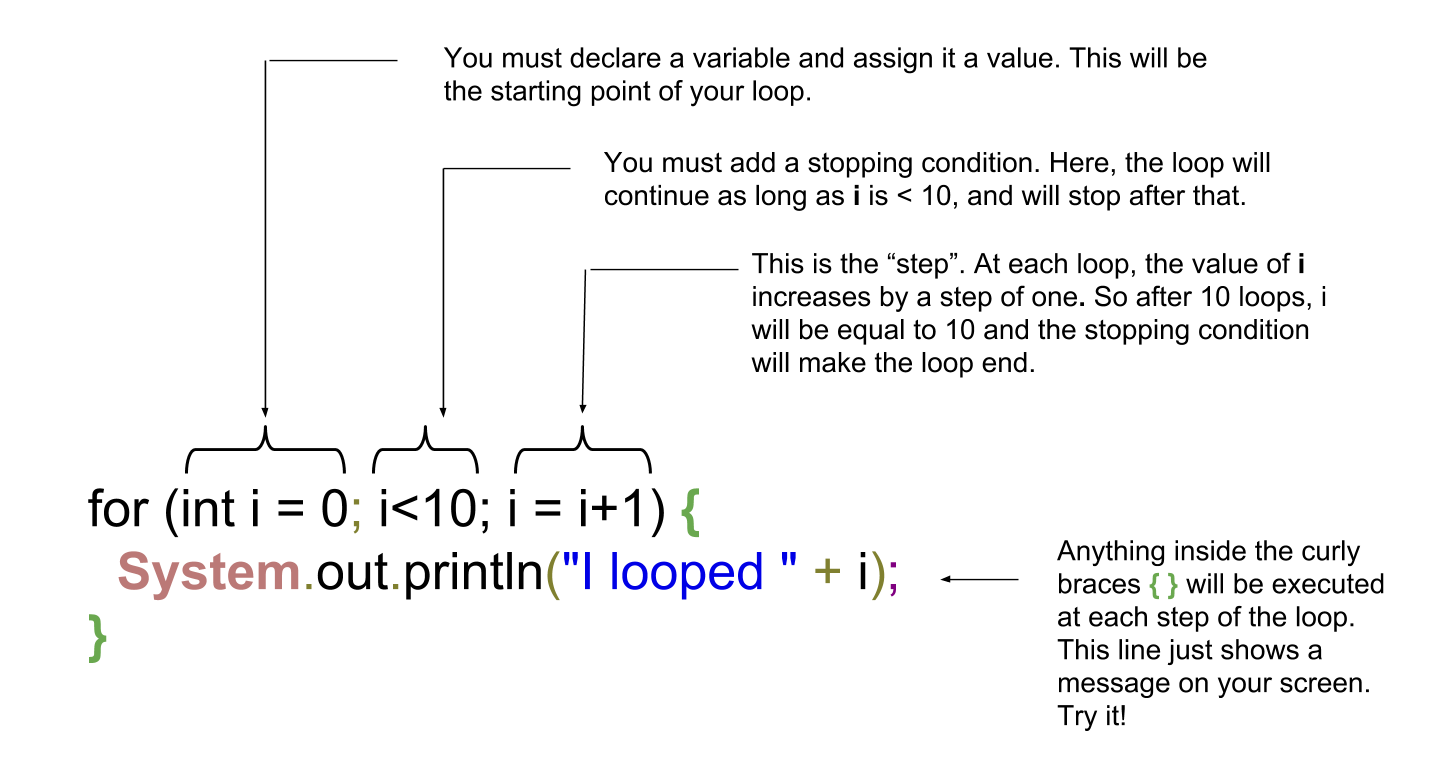 You must declare a variable and assign it a value. This will be
the starting point of your loop.
You must add a stopping condition. Here, the loop will
continue as long as i is < 10, and will stop after that.
This is the “step”. At each loop, the value of i
increases by a step of one. So after 10 loops, i
will be equal to 10 and the stopping condition
will make the loop end.
for (int i = 0; i<10; i = i+1) {
System.out.println("I looped " + i);
}
Anything inside the curly
braces { } will be executed
at each step of the loop.
This line just shows a
message on your screen.
Try it!